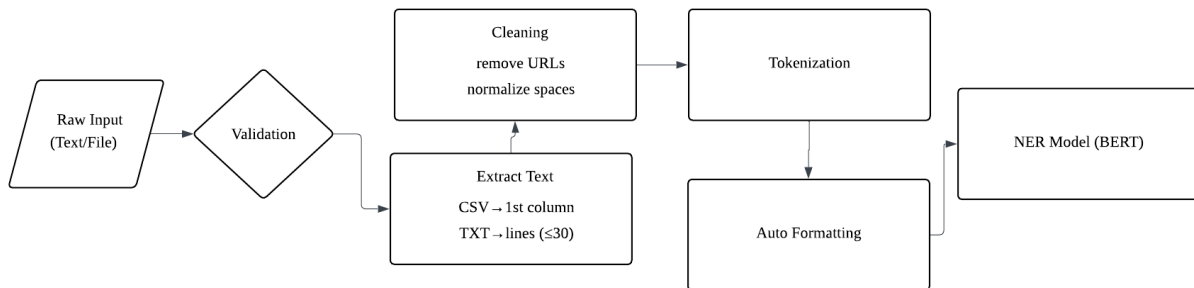 Raw Input
(Text/File)
Validation
Extract Text
CSV→1st column
TXT→lines (≤30)
Cleaning
remove URLs
normalize spaces
Tokenization
Auto Formatting
NER Model (BERT)